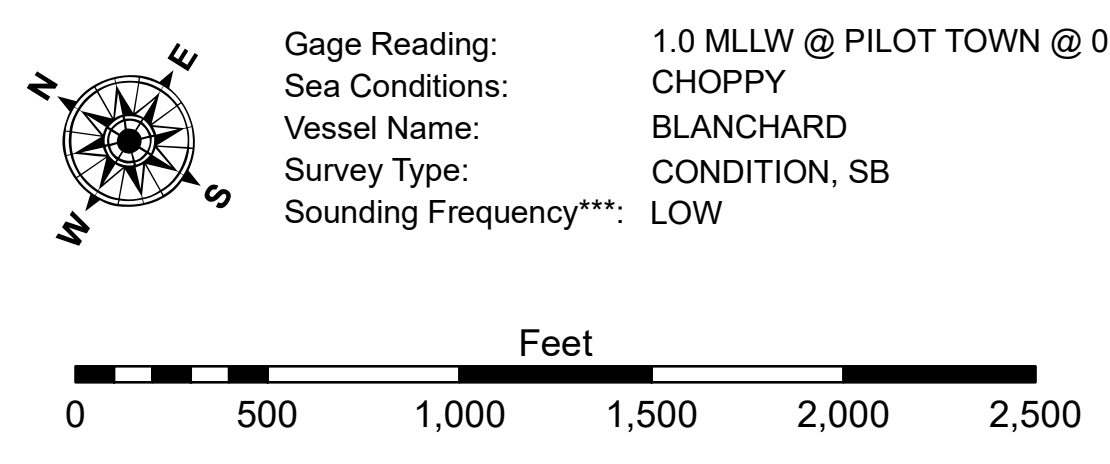 N
E
S
W
Gage Reading: 1.0 MLLW @ PILOT TOWN @ 0
Sea Conditions: CHOPPY
Vessel Name: BLANCHARD
Survey Type: CONDITION, SB
Sounding Frequency***: LOW
Feet
0 500 1,000 1,500 2,000 2,500